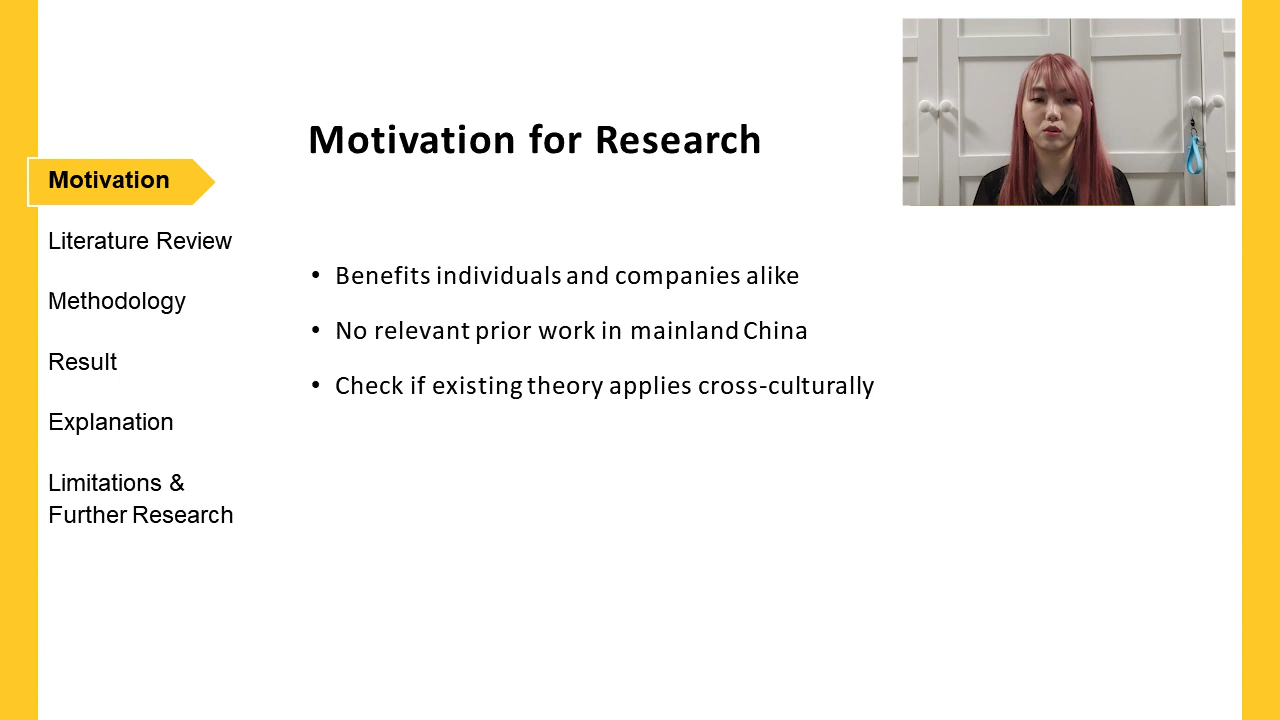 Motivation for Research
Motivation
Literature Review
Methodology
Result
Explanation
Limitations &
Further Research
• Benefits individuals and companies alike
• No relevant prior work in mainland China
• Check if existing theory applies cross-culturally